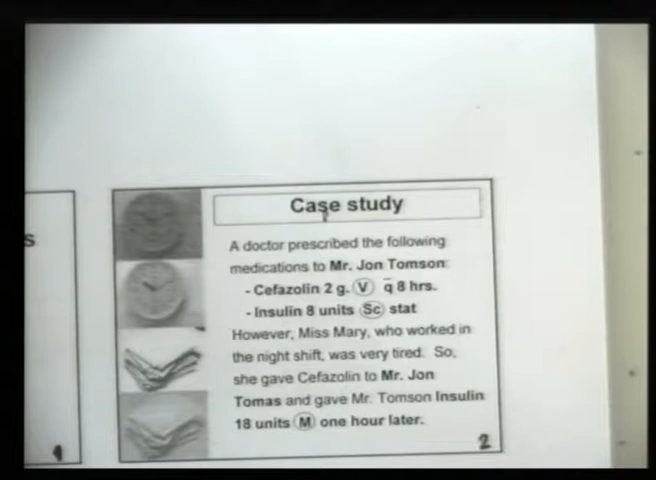 s
Case study
A doctor prescribed the following
medications to Mr. Jon Tomson:
- Cefazolin 2 g. V q̄ 8 hrs.
- Insulin 8 units Sc stat
However, Miss Mary, who worked in
the night shift, was very tired. So,
she gave Cefazolin to Mr. Jon
Tomas and gave Mr. Tomson Insulin
18 units M one hour later.
1
2